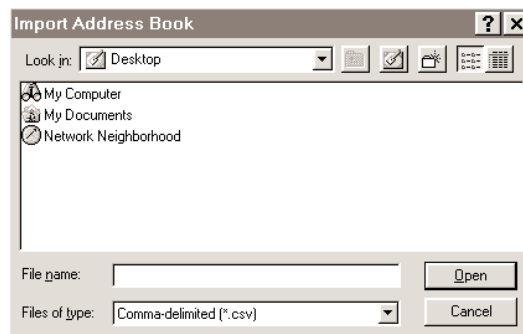 Import Address Book ? ×
Look in: Desktop
My Computer
My Documents
Network Neighborhood
File name: Open
Files of type: Comma-delimited (*.csv) Cancel